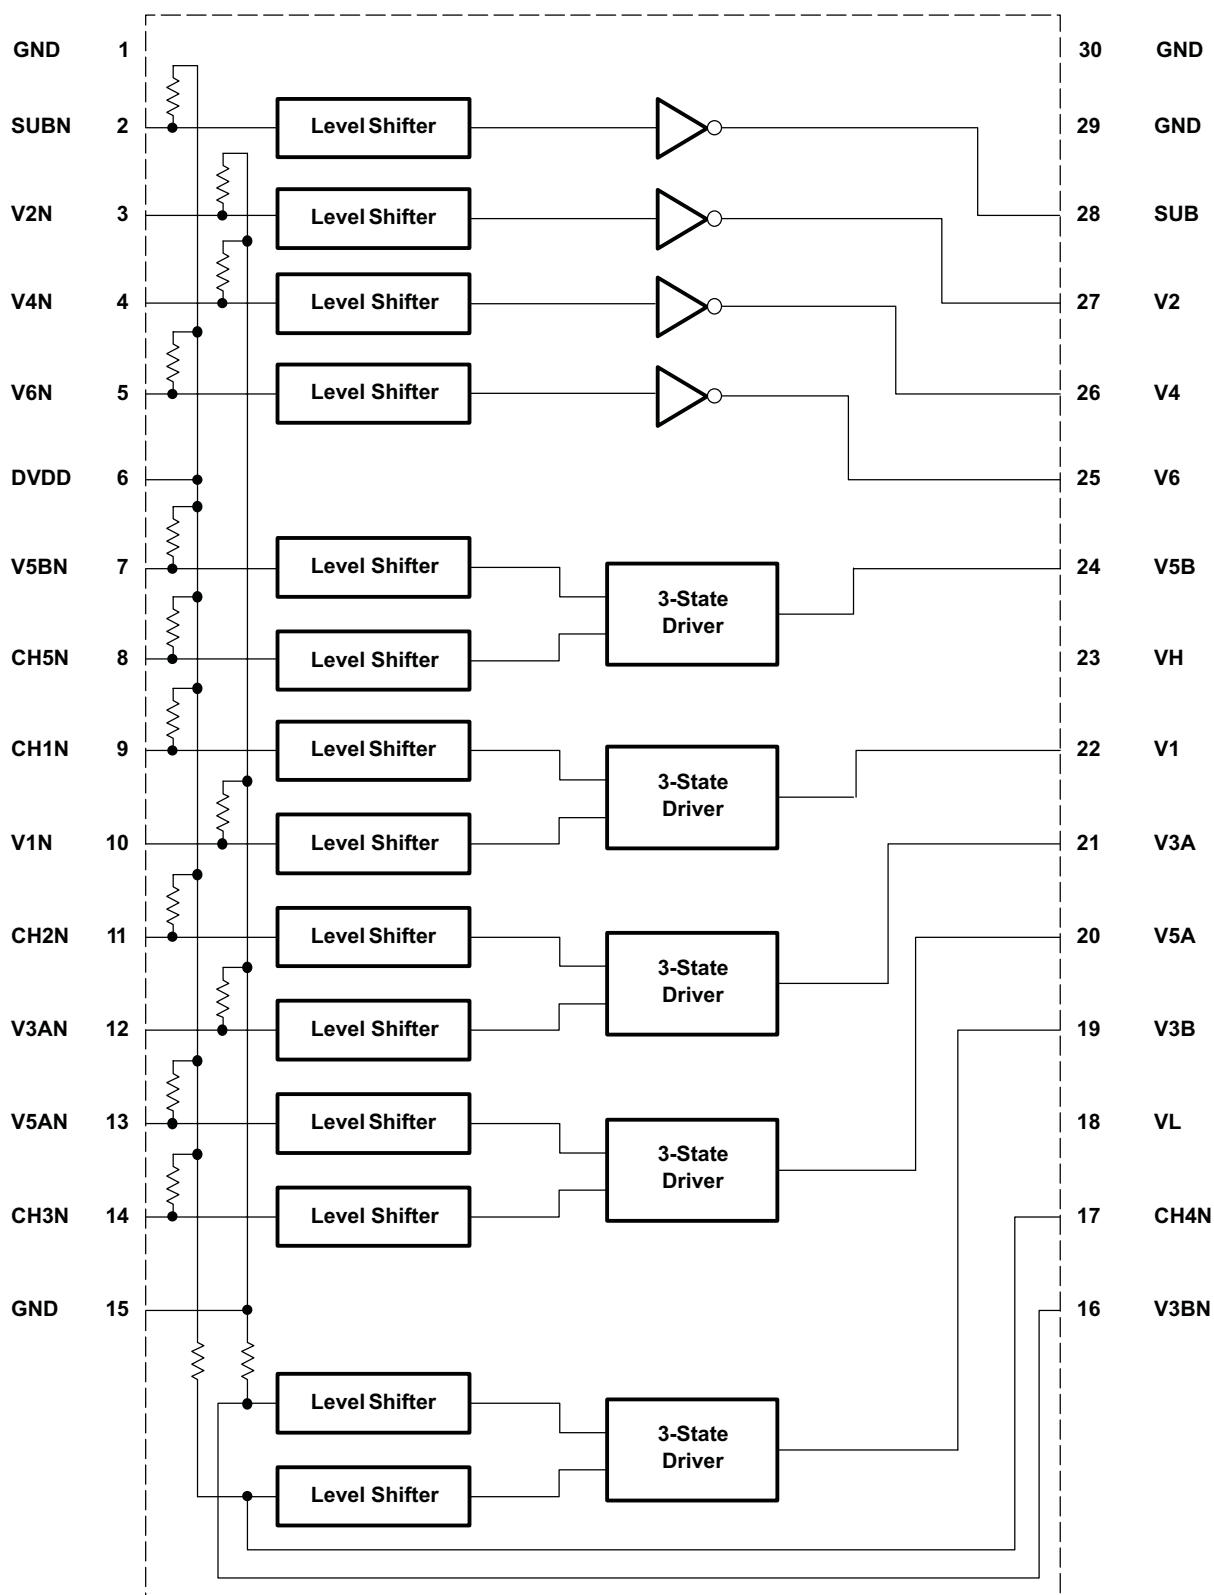 GND 1 30 GND
SUBN 2 Level Shifter 29 GND
V2N 3 Level Shifter 28 SUB
V4N 4 Level Shifter 27 V2
V6N 5 Level Shifter 26 V4
DVDD 6 25 V6
V5BN 7 Level Shifter 24 V5B
3-State
Driver
CH5N 8 Level Shifter 23 VH
CH1N 9 Level Shifter 22 V1
3-State
Driver
V1N 10 Level Shifter 21 V3A
CH2N 11 Level Shifter 20 V5A
3-State
Driver
V3AN 12 Level Shifter 19 V3B
V5AN 13 Level Shifter 18 VL
3-State
Driver
CH3N 14 Level Shifter 17 CH4N
GND 15 16 V3BN
Level Shifter
3-State
Driver
Level Shifter